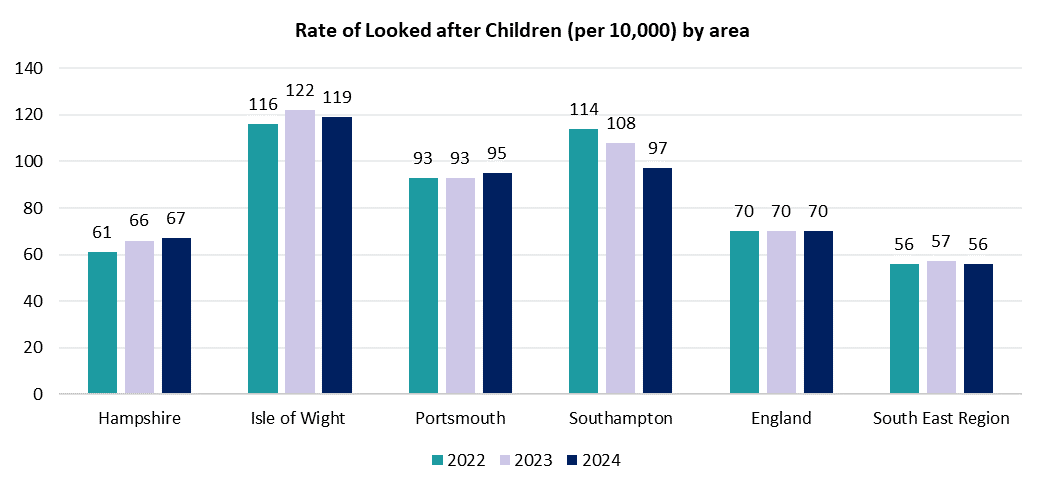 Rate of Looked after Children (per 10,000) by area
140
120
100
80
60
40
20
0
61 66 67
116 122 119
93 93 95
114 108 97
70 70 70
56 57 56
Hampshire Isle of Wight Portsmouth Southampton England South East Region
2022 2023 2024